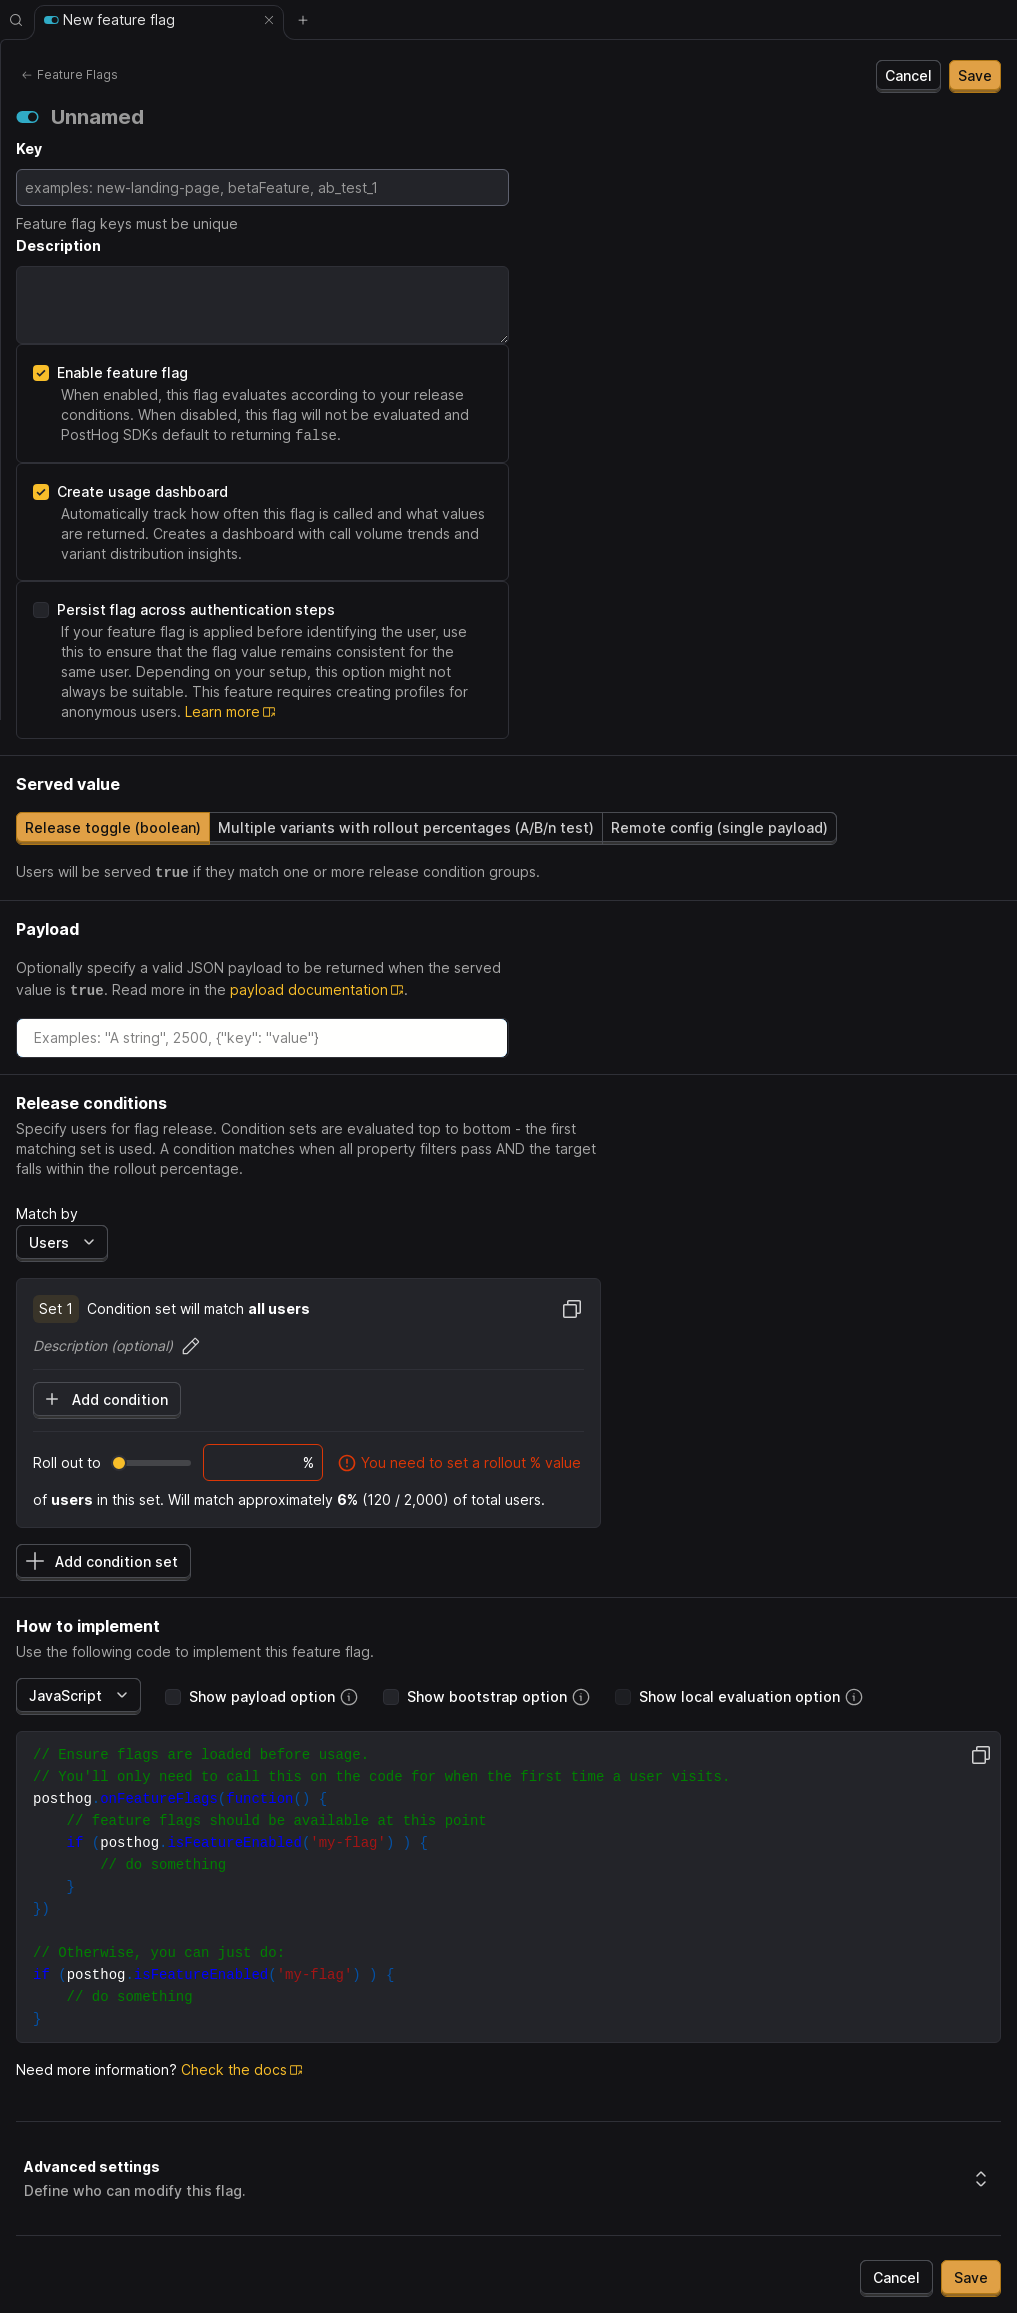 New feature flag
Feature Flags
Cancel
Save
Unnamed
Key
examples: new-landing-page, betaFeature, ab_test_1
Feature flag keys must be unique
Description
Enable feature flag
When enabled, this flag evaluates according to your release
conditions. When disabled, this flag will not be evaluated and
PostHog SDKs default to returning false.
Create usage dashboard
Automatically track how often this flag is called and what values
are returned. Creates a dashboard with call volume trends and
variant distribution insights.
Persist flag across authentication steps
If your feature flag is applied before identifying the user, use
this to ensure that the flag value remains consistent for the
same user. Depending on your setup, this option might not
always be suitable. This feature requires creating profiles for
anonymous users. Learn more
Served value
Release toggle (boolean)
Multiple variants with rollout percentages (A/B/n test)
Remote config (single payload)
Users will be served true if they match one or more release condition groups.
Payload
Optionally specify a valid JSON payload to be returned when the served
value is true. Read more in the payload documentation.
Examples: "A string", 2500, {"key": "value"}
Release conditions
Specify users for flag release. Condition sets are evaluated top to bottom - the first
matching set is used. A condition matches when all property filters pass AND the target
falls within the rollout percentage.
Match by
Users
Set 1 Condition set will match all users
Description (optional)
Add condition
Roll out to % You need to set a rollout % value
of users in this set. Will match approximately 6% (120 / 2,000) of total users.
Add condition set
How to implement
Use the following code to implement this feature flag.
JavaScript
Show payload option
Show bootstrap option
Show local evaluation option
// Ensure flags are loaded before usage.
// You'll only need to call this on the code for when the first time a user visits.
posthog.onFeatureFlags(function() {
    // feature flags should be available at this point
    if (posthog.isFeatureEnabled('my-flag') ) {
        // do something
    }
})
// Otherwise, you can just do:
if (posthog.isFeatureEnabled('my-flag') ) {
    // do something
}
Need more information? Check the docs
Advanced settings
Define who can modify this flag.
Cancel
Save